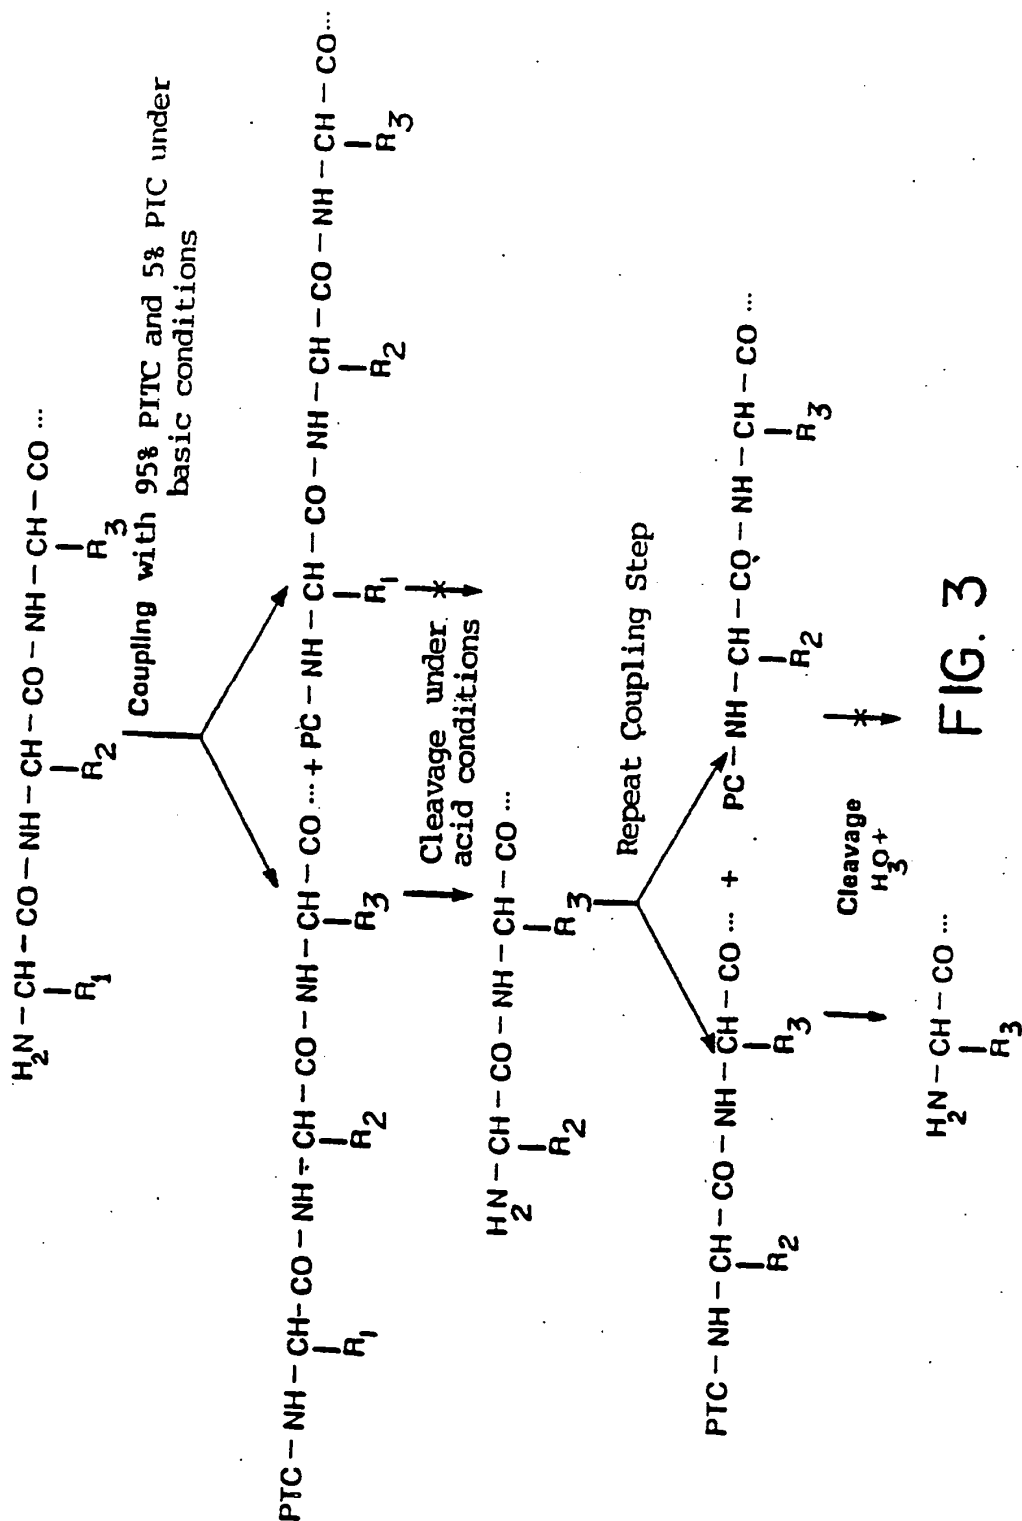 H2N — CH — CO — NH — CH — CO — NH — CH — CO ...
R1 R2 R3
Coupling with 95% PITC and 5% PIC under
basic conditions
PTC — NH — CH — CO — NH — CH — CO — NH — CH — CO ... + PC — NH — CH — CO — NH — CH — CO — NH — CH — CO ...
R1 R2 R3 R1 R2 R3
Cleavage under
acid conditions
H2N — CH — CO — NH — CH — CO ...
R2 R3
Repeat Coupling Step
PTC — NH — CH — CO — NH — CH — CO ... + PC — NH — CH — CO — NH — CH — CO ...
R2 R3 R2 R3
Cleavage
H3O+
H2N — CH — CO ...
R3
FIG. 3